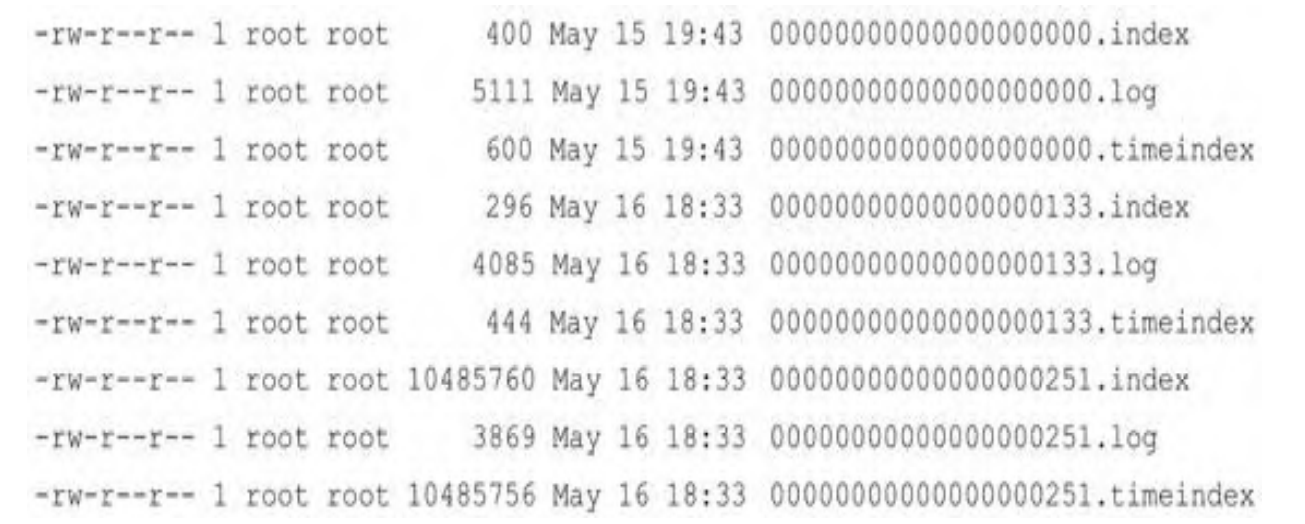 -rw-r--r-- 1 root root 400 May 15 19:43 00000000000000000000.index
-rw-r--r-- 1 root root 5111 May 15 19:43 00000000000000000000.log
-rw-r--r-- 1 root root 600 May 15 19:43 00000000000000000000.timeindex
-rw-r--r-- 1 root root 296 May 16 18:33 00000000000000000133.index
-rw-r--r-- 1 root root 4085 May 16 18:33 00000000000000000133.log
-rw-r--r-- 1 root root 444 May 16 18:33 00000000000000000133.timeindex
-rw-r--r-- 1 root root 10485760 May 16 18:33 00000000000000000251.index
-rw-r--r-- 1 root root 3869 May 16 18:33 00000000000000000251.log
-rw-r--r-- 1 root root 10485756 May 16 18:33 00000000000000000251.timeindex